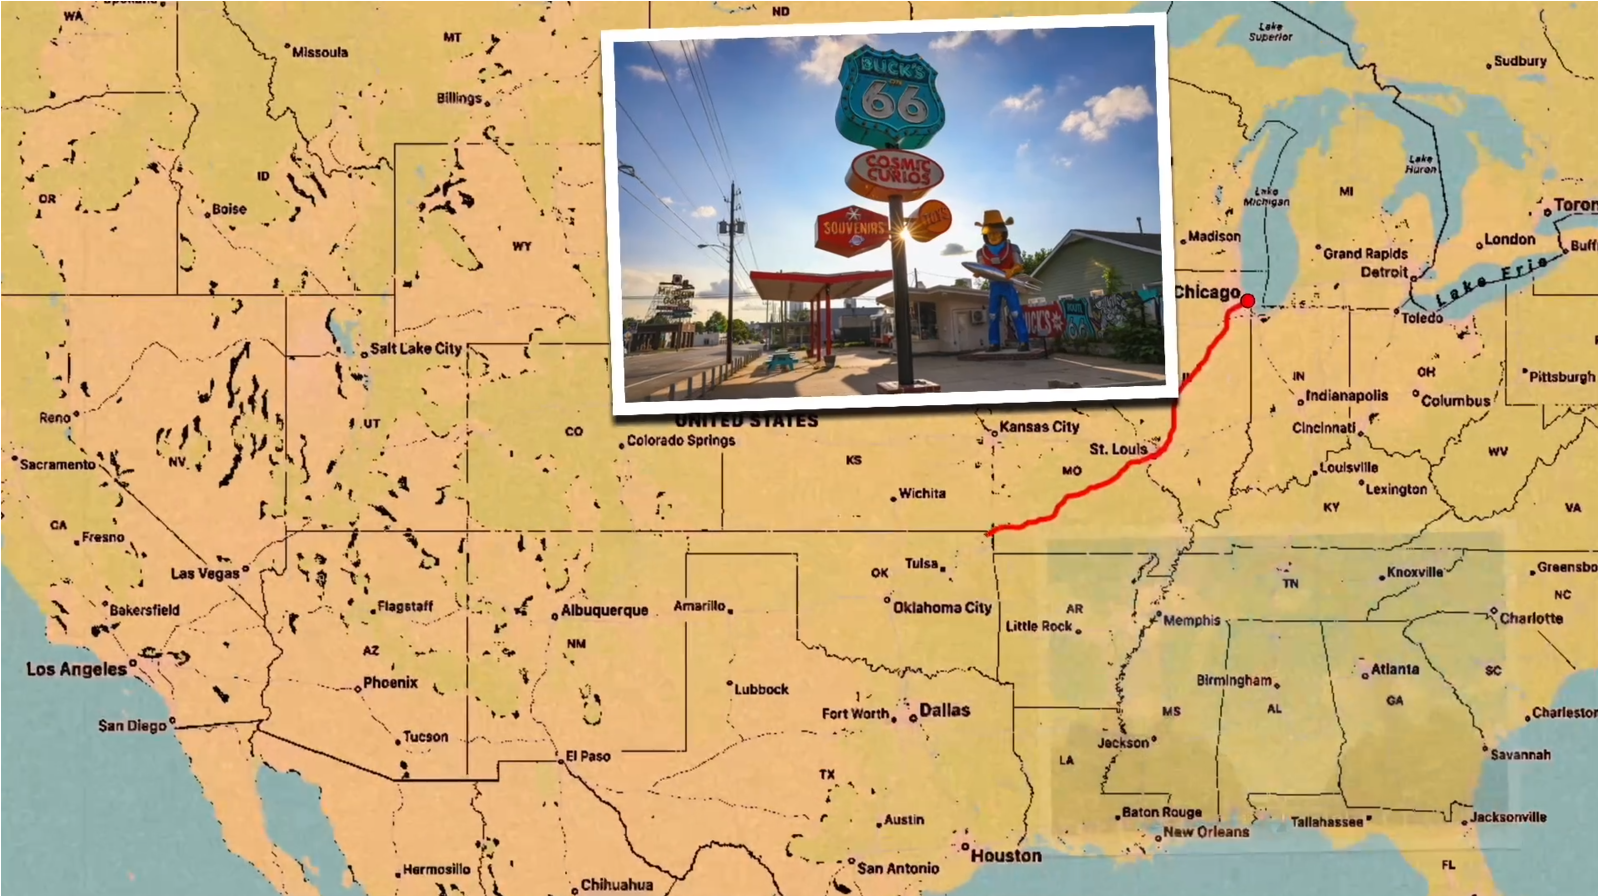 WA
ND
Missoula
MT
Billings
Lake
Superior
Sudbury
BUCK'S
ON
66
COSMIC
CURIOS
SOUVENIRS
OR
ID
Boise
WY
Lake
Michigan
MI
Lake
Huron
Toron
Madison
London
Buff
Grand Rapids
Detroit
Lake Erie
Chicago
Toledo
Salt Lake City
Pittsburgh
IN
OH
Indianapolis
Columbus
Reno
UT
CO
UNITED STATES
Colorado Springs
Kansas City
Cincinnati
Sacramento
NV
KS
St. Louis
MO
Louisville
WV
Wichita
Lexington
KY
VA
CA
Fresno
Las Vegas
Tulsa
OK
TN
Knoxville
Greensbo
Bakersfield
Flagstaff
Albuquerque
Amarillo
Oklahoma City
AR
Little Rock
Memphis
NC
Charlotte
Los Angeles
AZ
NM
Phoenix
Lubbock
Birmingham
Atlanta
SC
San Diego
Fort Worth
Dallas
MS
AL
GA
Charleston
Tucson
El Paso
Jackson
LA
Savannah
TX
Austin
Baton Rouge
New Orleans
Tallahassee
Jacksonville
Houston
San Antonio
Hermosillo
Chihuahua
FL